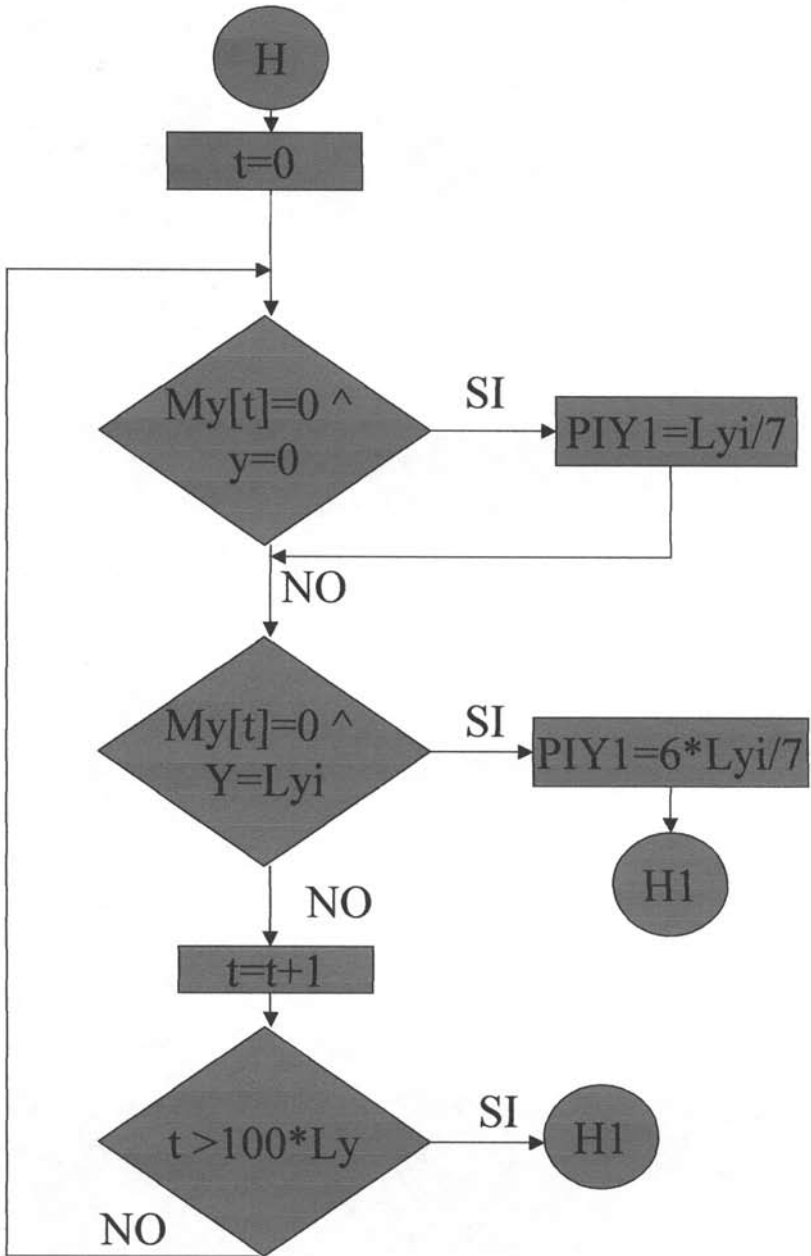 H
t=0
My[t]=0 ^
y=0
SI
PIY1=Lyi/7
NO
My[t]=0 ^
Y=Lyi
SI
PIY1=6*Lyi/7
H1
NO
t=t+1
t >100*Ly
SI
H1
NO